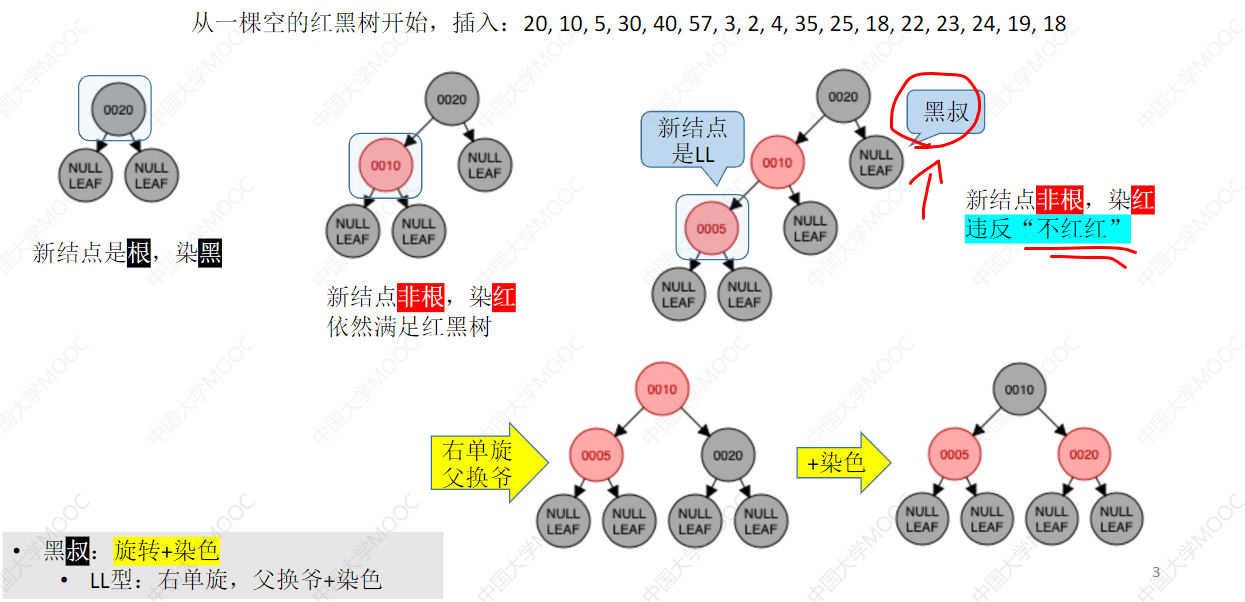 从一棵空的红黑树开始，插入：20, 10, 5, 30, 40, 57, 3, 2, 4, 35, 25, 18, 22, 23, 24, 19, 18
0020
NULL
LEAF
NULL
LEAF
新结点是根，染黑
0020
0010
NULL
LEAF
NULL
LEAF
NULL
LEAF
新结点非根，染红
依然满足红黑树
0020
黑叔
新结点
是LL
0010
NULL
LEAF
0005
NULL
LEAF
NULL
LEAF
NULL
LEAF
新结点非根，染红
违反“不红红”
右单旋
父换爷
0010
0005
0020
NULL
LEAF
NULL
LEAF
NULL
LEAF
NULL
LEAF
+染色
0010
0005
0020
NULL
LEAF
NULL
LEAF
NULL
LEAF
NULL
LEAF
• 黑叔：旋转+染色
• LL型：右单旋，父换爷+染色
3
中国大学MOOC